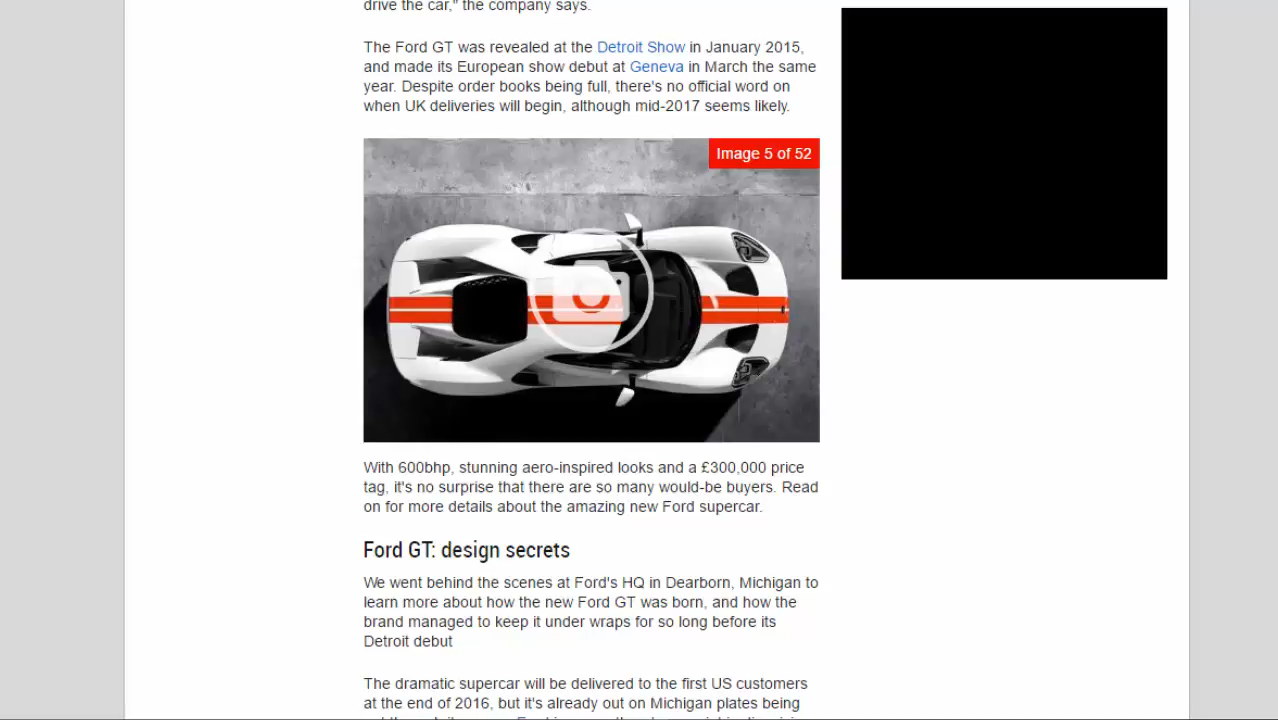 drive the car," the company says.
The Ford GT was revealed at the Detroit Show in January 2015,
and made its European show debut at Geneva in March the same
year. Despite order books being full, there's no official word on
when UK deliveries will begin, although mid-2017 seems likely.
Image 5 of 52
With 600bhp, stunning aero-inspired looks and a £300,000 price
tag, it's no surprise that there are so many would-be buyers. Read
on for more details about the amazing new Ford supercar.
Ford GT: design secrets
We went behind the scenes at Ford's HQ in Dearborn, Michigan to
learn more about how the new Ford GT was born, and how the
brand managed to keep it under wraps for so long before its
Detroit debut
The dramatic supercar will be delivered to the first US customers
at the end of 2016, but it's already out on Michigan plates being